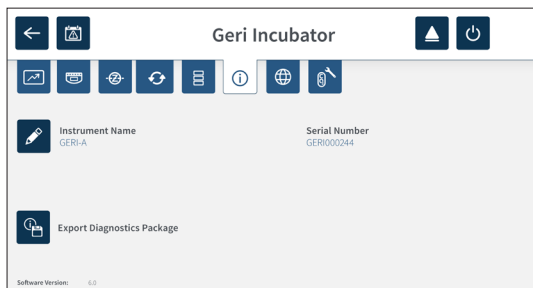 Geri Incubator
Instrument Name
GERI-A
Serial Number
GERI000244
Export Diagnostics Package
Software Version: 6.0